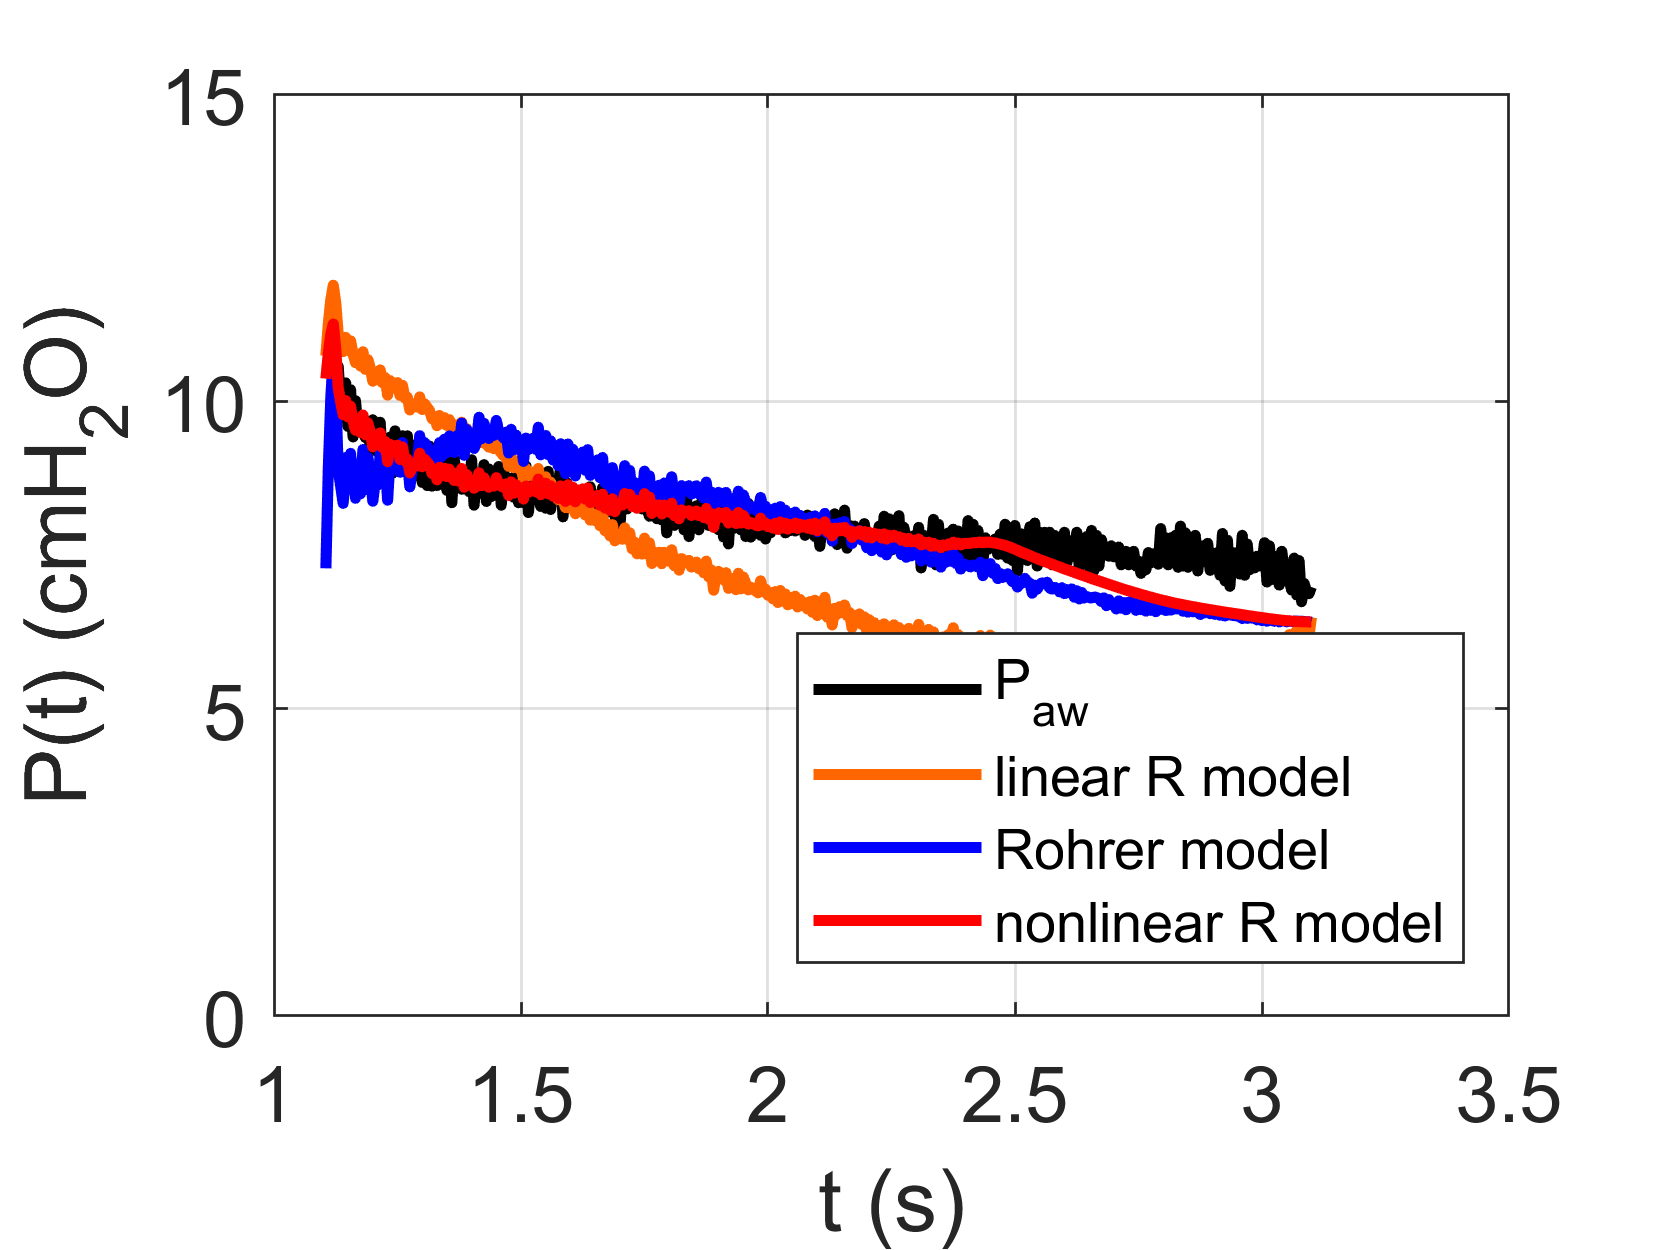 15
10
5
0
P(t) (cmH2O)
1 1.5 2 2.5 3 3.5
t (s)
Paw
linear R model
Rohrer model
nonlinear R model